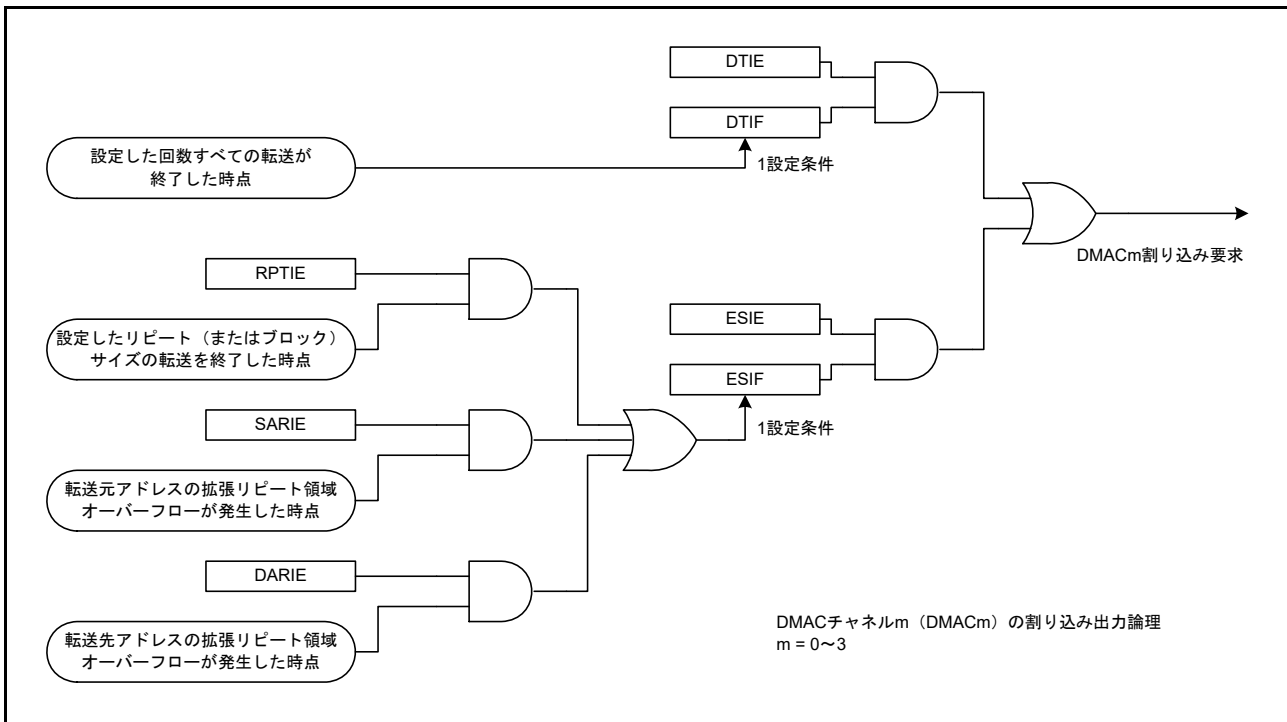 DTIE
DTIF
1設定条件
設定した回数すべての転送が
終了した時点
DMACm割り込み要求
RPTIE
設定したリピート（またはブロック）
サイズの転送を終了した時点
ESIE
ESIF
1設定条件
SARIE
転送元アドレスの拡張リピート領域
オーバーフローが発生した時点
DARIE
転送先アドレスの拡張リピート領域
オーバーフローが発生した時点
DMACチャネルm（DMACm）の割り込み出力論理
m = 0～3